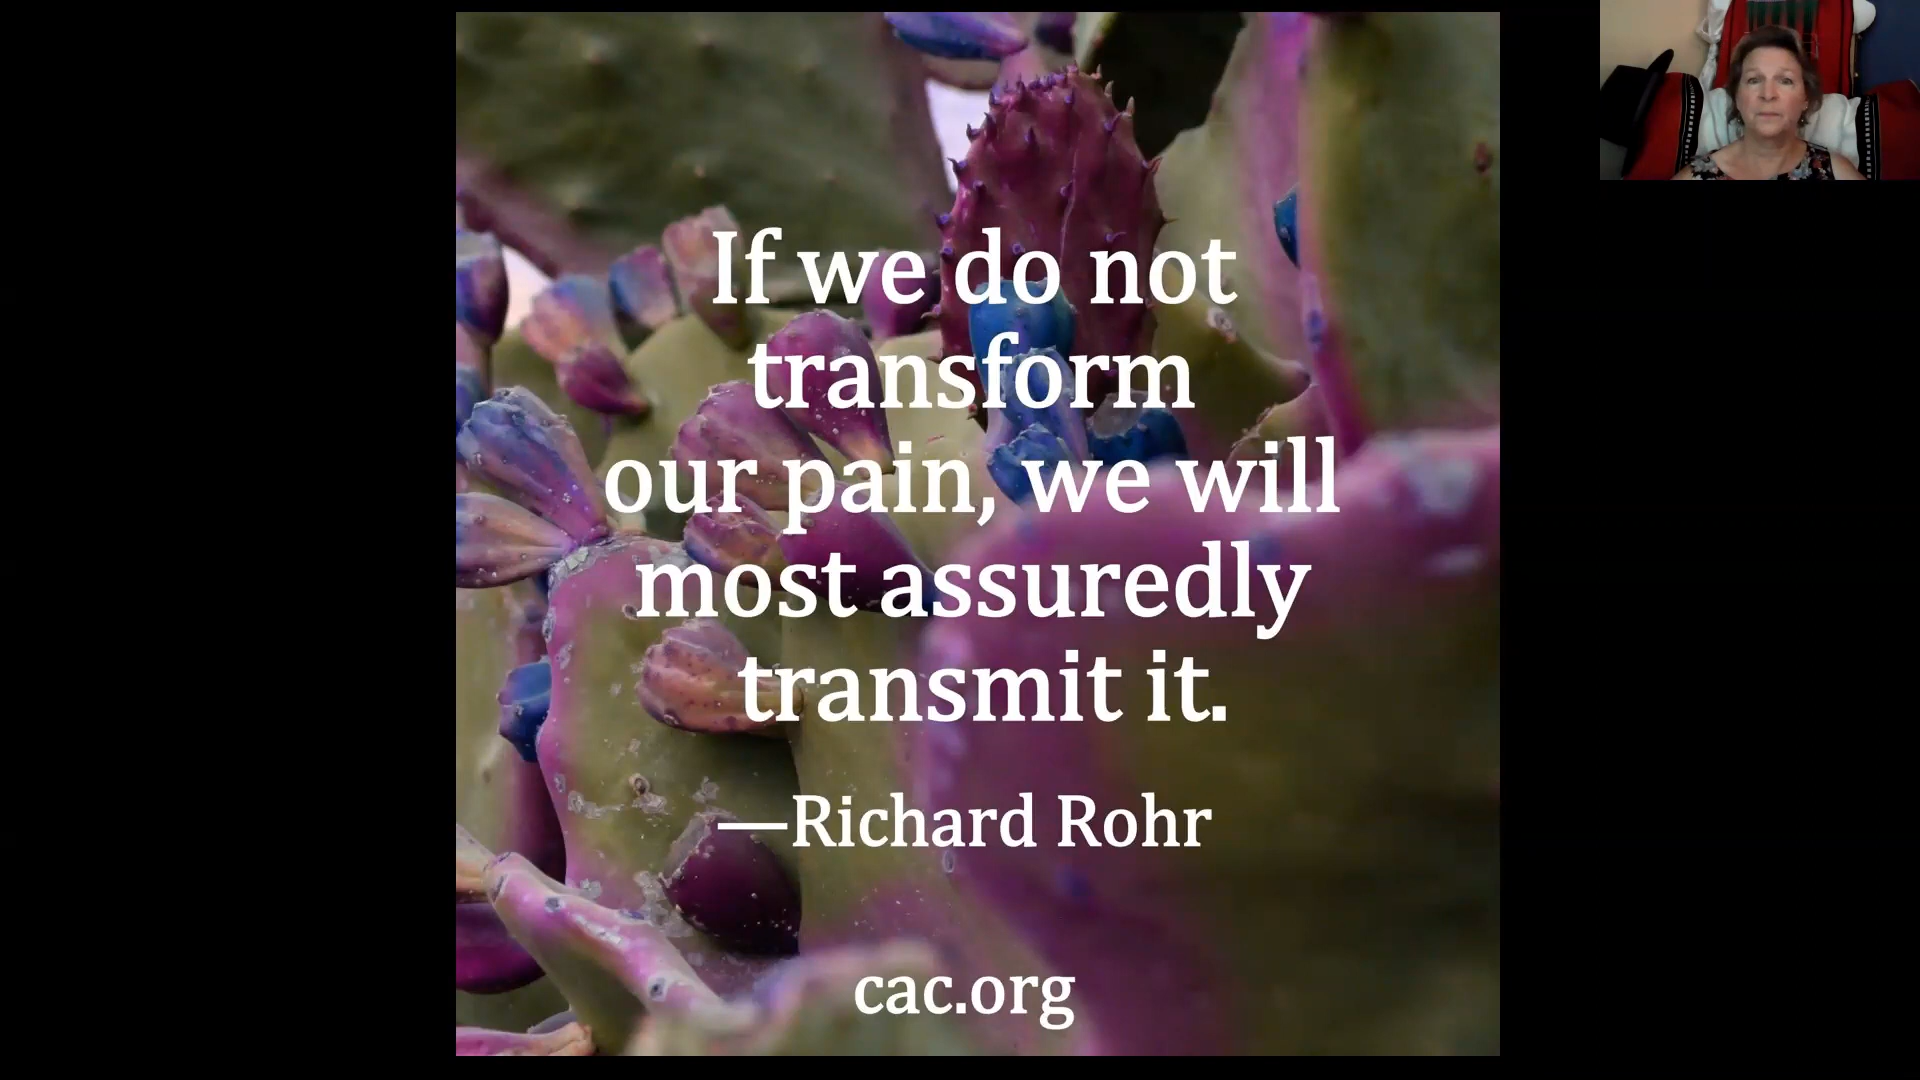 If we do not
transform
our pain, we will
most assuredly
transmit it.
—Richard Rohr
cac.org